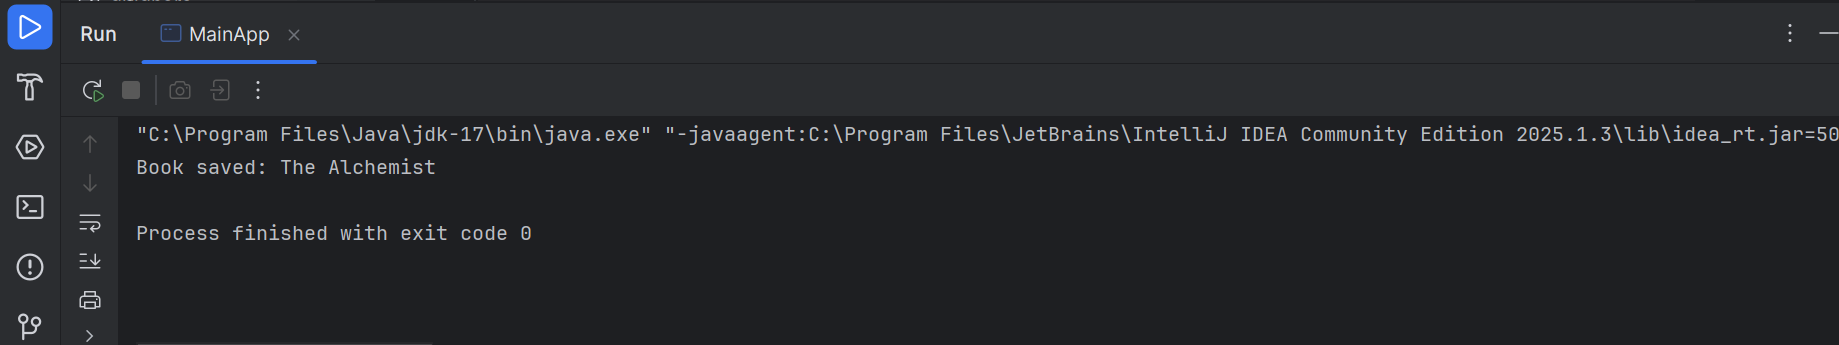 Run MainApp
"C:\Program Files\Java\jdk-17\bin\java.exe" "-javaagent:C:\Program Files\JetBrains\IntelliJ IDEA Community Edition 2025.1.3\lib\idea_rt.jar=50
Book saved: The Alchemist
Process finished with exit code 0